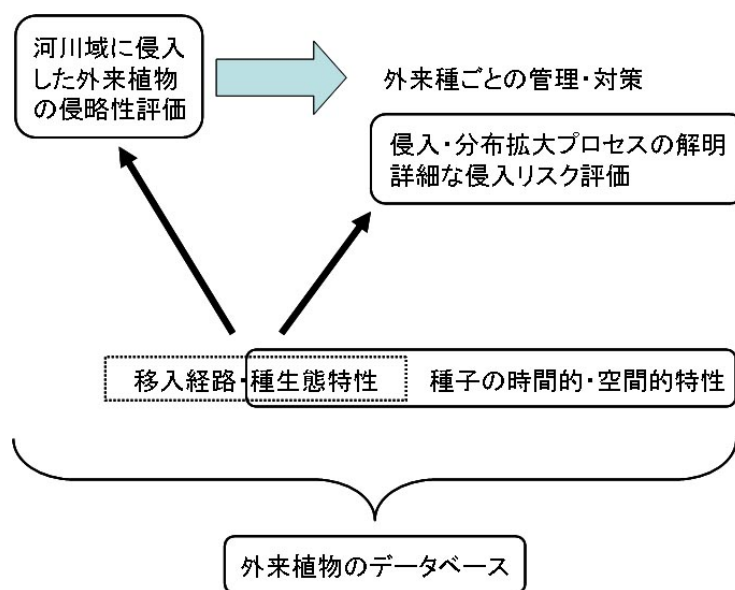 河川域に侵入
した外来植物
の侵略性評価
外来種ごとの管理・対策
侵入・分布拡大プロセスの解明
詳細な侵入リスク評価
移入経路・種生態特性
種子の時間的・空間的特性
外来植物のデータベース